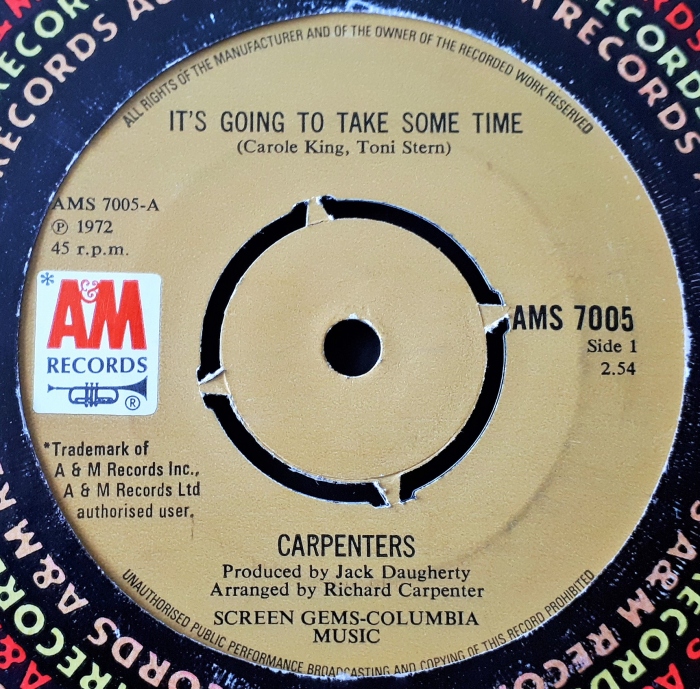 ALL RIGHTS OF THE MANUFACTURER AND OF THE OWNER OF THE RECORDED WORK RESERVED
IT'S GOING TO TAKE SOME TIME
(Carole King, Toni Stern)
AMS 7005-A
℗ 1972
45 r.p.m.
*
A&M
RECORDS
®
AMS 7005
Side 1
2.54
*Trademark of
A & M Records Inc.,
A & M Records Ltd
authorised user.
CARPENTERS
Produced by Jack Daugherty
Arranged by Richard Carpenter
SCREEN GEMS-COLUMBIA
MUSIC
UNAUTHORISED PUBLIC PERFORMANCE BROADCASTING AND COPYING OF THIS RECORD PROHIBITED